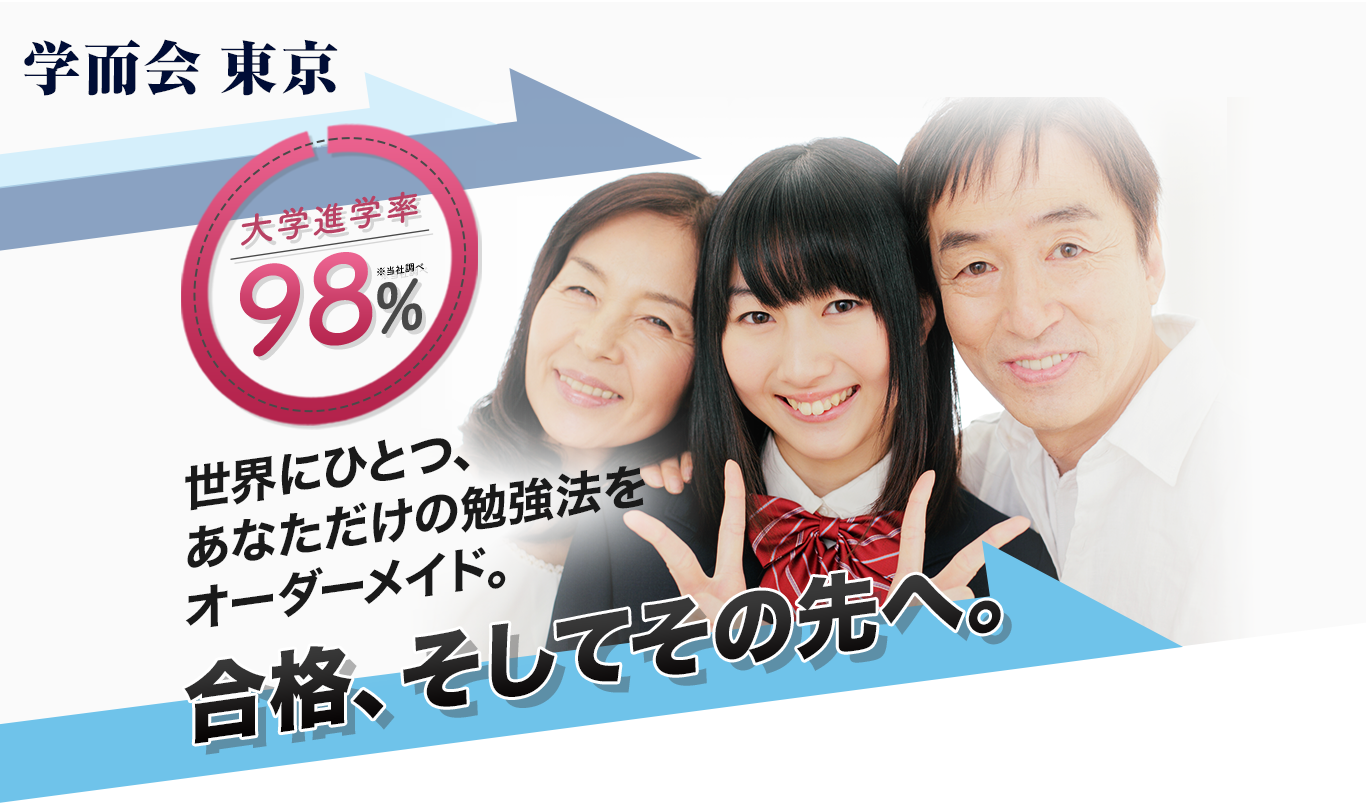 学而会 東京
大学進学率
※当社調べ
98%
世界にひとつ、
あなただけの勉強法を
オーダーメイド。
合格、そしてその先へ。